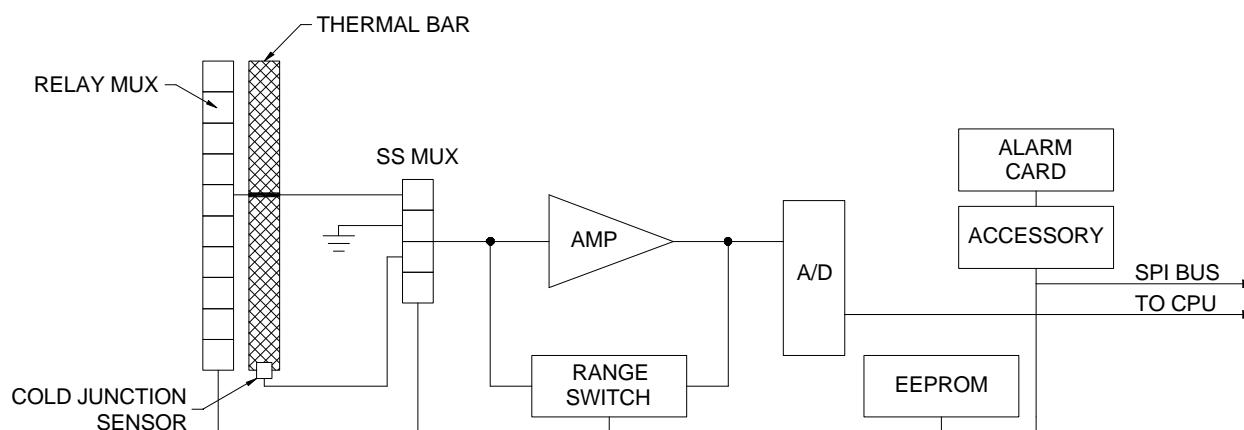 THERMAL BAR
RELAY MUX
SS MUX
ALARM
CARD
AMP
ACCESSORY
A/D
SPI BUS
TO CPU
RANGE
SWITCH
EEPROM
COLD JUNCTION
SENSOR